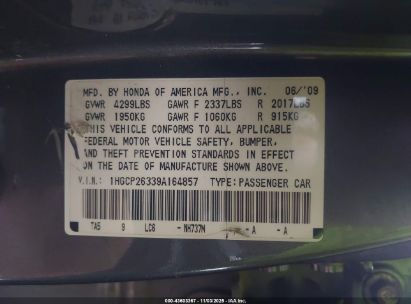 MFD. BY HONDA OF AMERICA MFG., INC. 06/'09
GVWR 4299LBS GAWR F 2337LBS R 2017LBS
GVWR 1950KG GAWR F 1060KG R 915KG
THIS VEHICLE CONFORMS TO ALL APPLICABLE
FEDERAL MOTOR VEHICLE SAFETY, BUMPER,
AND THEFT PREVENTION STANDARDS IN EFFECT
ON THE DATE OF MANUFACTURE SHOWN ABOVE.
V.I.N.: 1HGCP26339A164857 TYPE: PASSENGER CAR
TA5 9 LC6 - NH737M - A - A